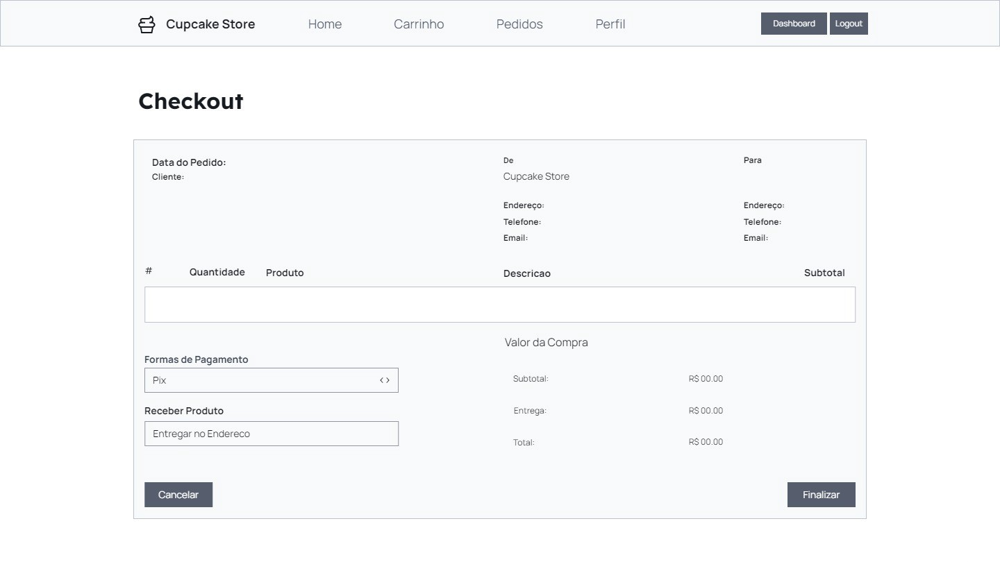 Cupcake Store Home Carrinho Pedidos Perfil Dashboard Logout
Checkout
Data do Pedido:
Cliente:
De
Cupcake Store
Endereço:
Telefone:
Email:
Para
Endereço:
Telefone:
Email:
# Quantidade Produto Descricao Subtotal
Formas de Pagamento
Pix
Receber Produto
Entregar no Endereco
Valor da Compra
Subtotal: R$ 00.00
Entrega: R$ 00.00
Total: R$ 00.00
Cancelar
Finalizar